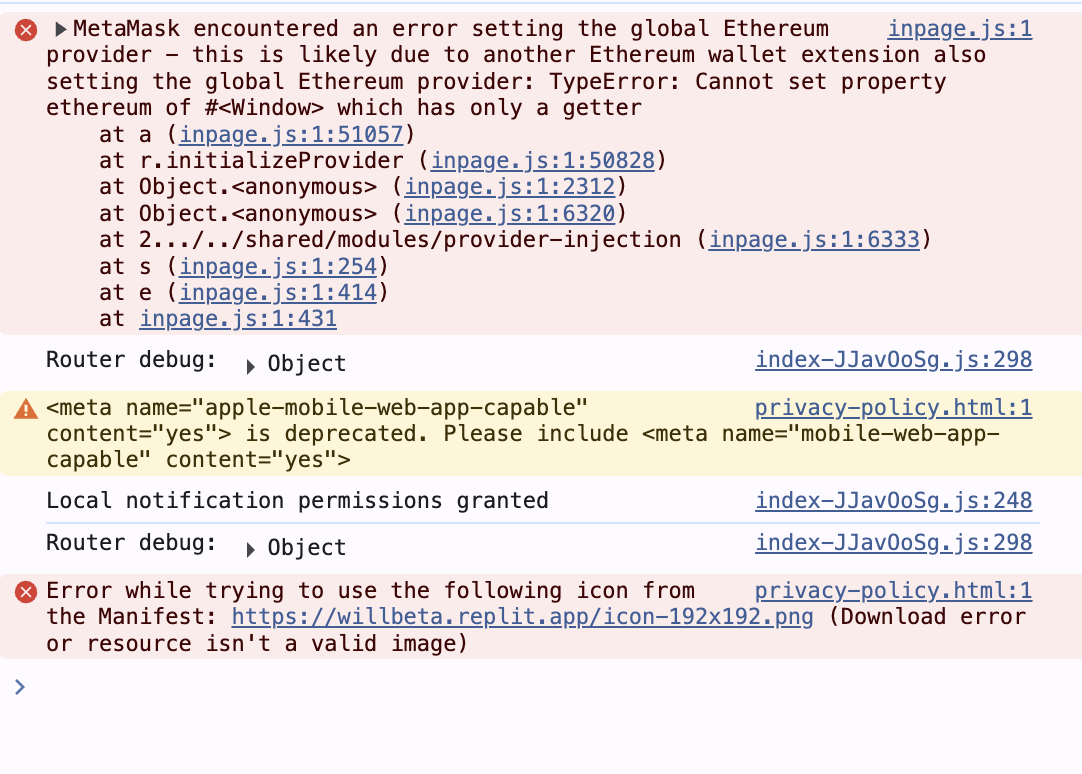 MetaMask encountered an error setting the global Ethereum inpage.js:1
provider – this is likely due to another Ethereum wallet extension also
setting the global Ethereum provider: TypeError: Cannot set property
ethereum of #<Window> which has only a getter
at a (inpage.js:1:51057)
at r.initializeProvider (inpage.js:1:50828)
at Object.<anonymous> (inpage.js:1:2312)
at Object.<anonymous> (inpage.js:1:6320)
at 2.../../shared/modules/provider-injection (inpage.js:1:6333)
at s (inpage.js:1:254)
at e (inpage.js:1:414)
at inpage.js:1:431
Router debug: Object index-JJavOoSg.js:298
<meta name="apple-mobile-web-app-capable" privacy-policy.html:1
content="yes"> is deprecated. Please include <meta name="mobile-web-app-
capable" content="yes">
Local notification permissions granted index-JJavOoSg.js:248
Router debug: Object index-JJavOoSg.js:298
Error while trying to use the following icon from privacy-policy.html:1
the Manifest: https://willbeta.replit.app/icon-192x192.png (Download error
or resource isn't a valid image)